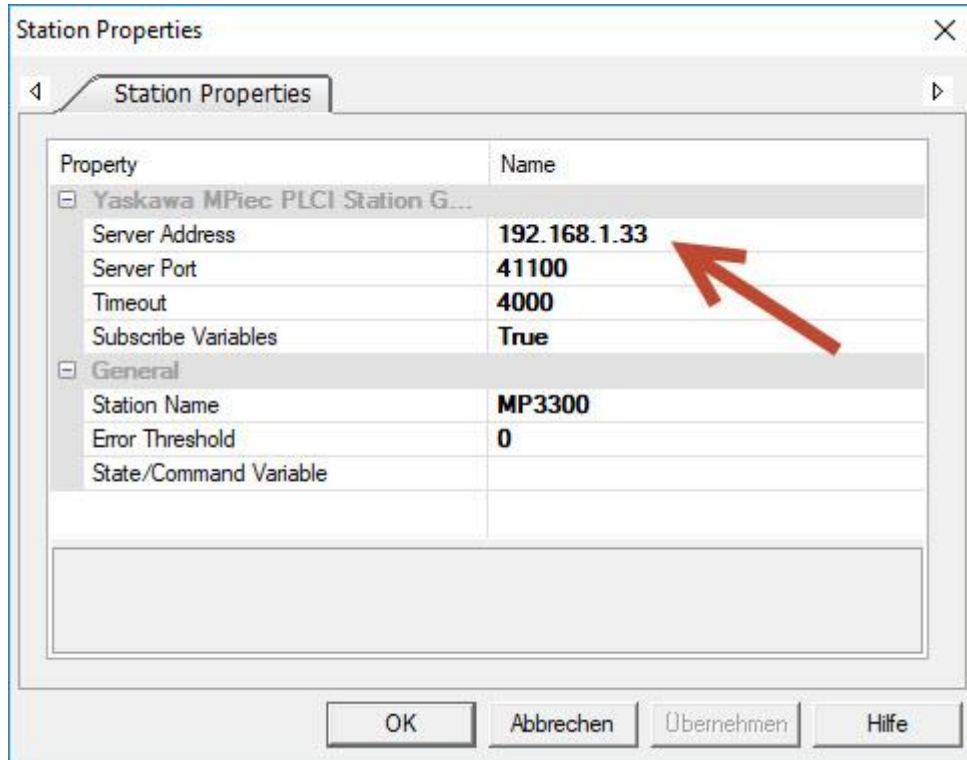 Station Properties
Station Properties
Property Name
Yaskawa MPiec PLCI Station G...
Server Address 192.168.1.33
Server Port 41100
Timeout 4000
Subscribe Variables True
General
Station Name MP3300
Error Threshold 0
State/Command Variable
OK Abbrechen Übernehmen Hilfe